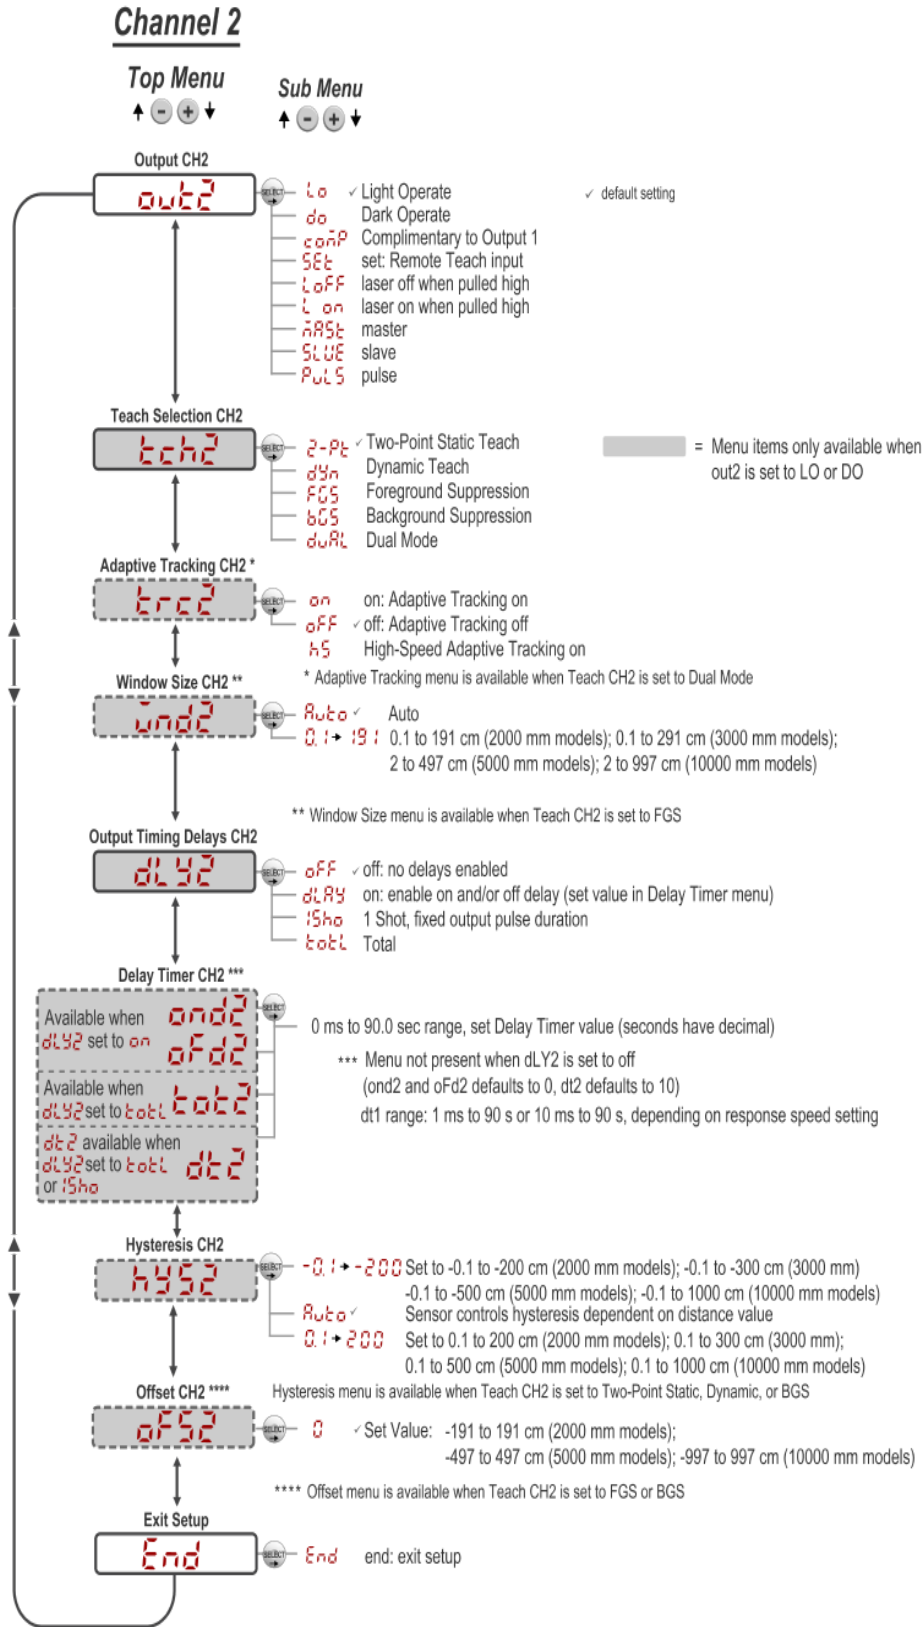 Channel 2
Top Menu
Sub Menu
- +
- +
Output CH2
out2
SELECT
Lo ✓ Light Operate
✓ default setting
do Dark Operate
comP Complimentary to Output 1
SEt set: Remote Teach input
LoFF laser off when pulled high
L on laser on when pulled high
mASt master
SLUE slave
PuLS pulse
Teach Selection CH2
tch2
SELECT
2-Pt ✓ Two-Point Static Teach
dyn Dynamic Teach
FGS Foreground Suppression
bGS Background Suppression
duAL Dual Mode
= Menu items only available when
out2 is set to LO or DO
Adaptive Tracking CH2 *
trc2
SELECT
on on: Adaptive Tracking on
oFF ✓ off: Adaptive Tracking off
hS High-Speed Adaptive Tracking on
* Adaptive Tracking menu is available when Teach CH2 is set to Dual Mode
Window Size CH2 **
wnd2
SELECT
Auto ✓ Auto
0.1 → 191 0.1 to 191 cm (2000 mm models); 0.1 to 291 cm (3000 mm models);
2 to 497 cm (5000 mm models); 2 to 997 cm (10000 mm models)
** Window Size menu is available when Teach CH2 is set to FGS
Output Timing Delays CH2
dLY2
SELECT
oFF ✓ off: no delays enabled
dLAY on: enable on and/or off delay (set value in Delay Timer menu)
1Sho 1 Shot, fixed output pulse duration
totL Total
Delay Timer CH2 ***
SELECT
Available when
dLY2 set to on
ond2
oFd2
Available when
dLY2 set to totL
tot2
dt2 available when
dLY2 set to totL
or 1Sho
dt2
0 ms to 90.0 sec range, set Delay Timer value (seconds have decimal)
*** Menu not present when dLY2 is set to off
(ond2 and oFd2 defaults to 0, dt2 defaults to 10)
dt1 range: 1 ms to 90 s or 10 ms to 90 s, depending on response speed setting
Hysteresis CH2
hYS2
SELECT
-0.1 → -200 Set to -0.1 to -200 cm (2000 mm models); -0.1 to -300 cm (3000 mm)
-0.1 to -500 cm (5000 mm models); -0.1 to 1000 cm (10000 mm models)
Auto ✓ Sensor controls hysteresis dependent on distance value
0.1 → 200 Set to 0.1 to 200 cm (2000 mm models); 0.1 to 300 cm (3000 mm);
0.1 to 500 cm (5000 mm models); 0.1 to 1000 cm (10000 mm models)
Hysteresis menu is available when Teach CH2 is set to Two-Point Static, Dynamic, or BGS
Offset CH2 ****
oFS2
SELECT
0 ✓ Set Value: -191 to 191 cm (2000 mm models);
-497 to 497 cm (5000 mm models); -997 to 997 cm (10000 mm models)
**** Offset menu is available when Teach CH2 is set to FGS or BGS
Exit Setup
End
SELECT
End end: exit setup